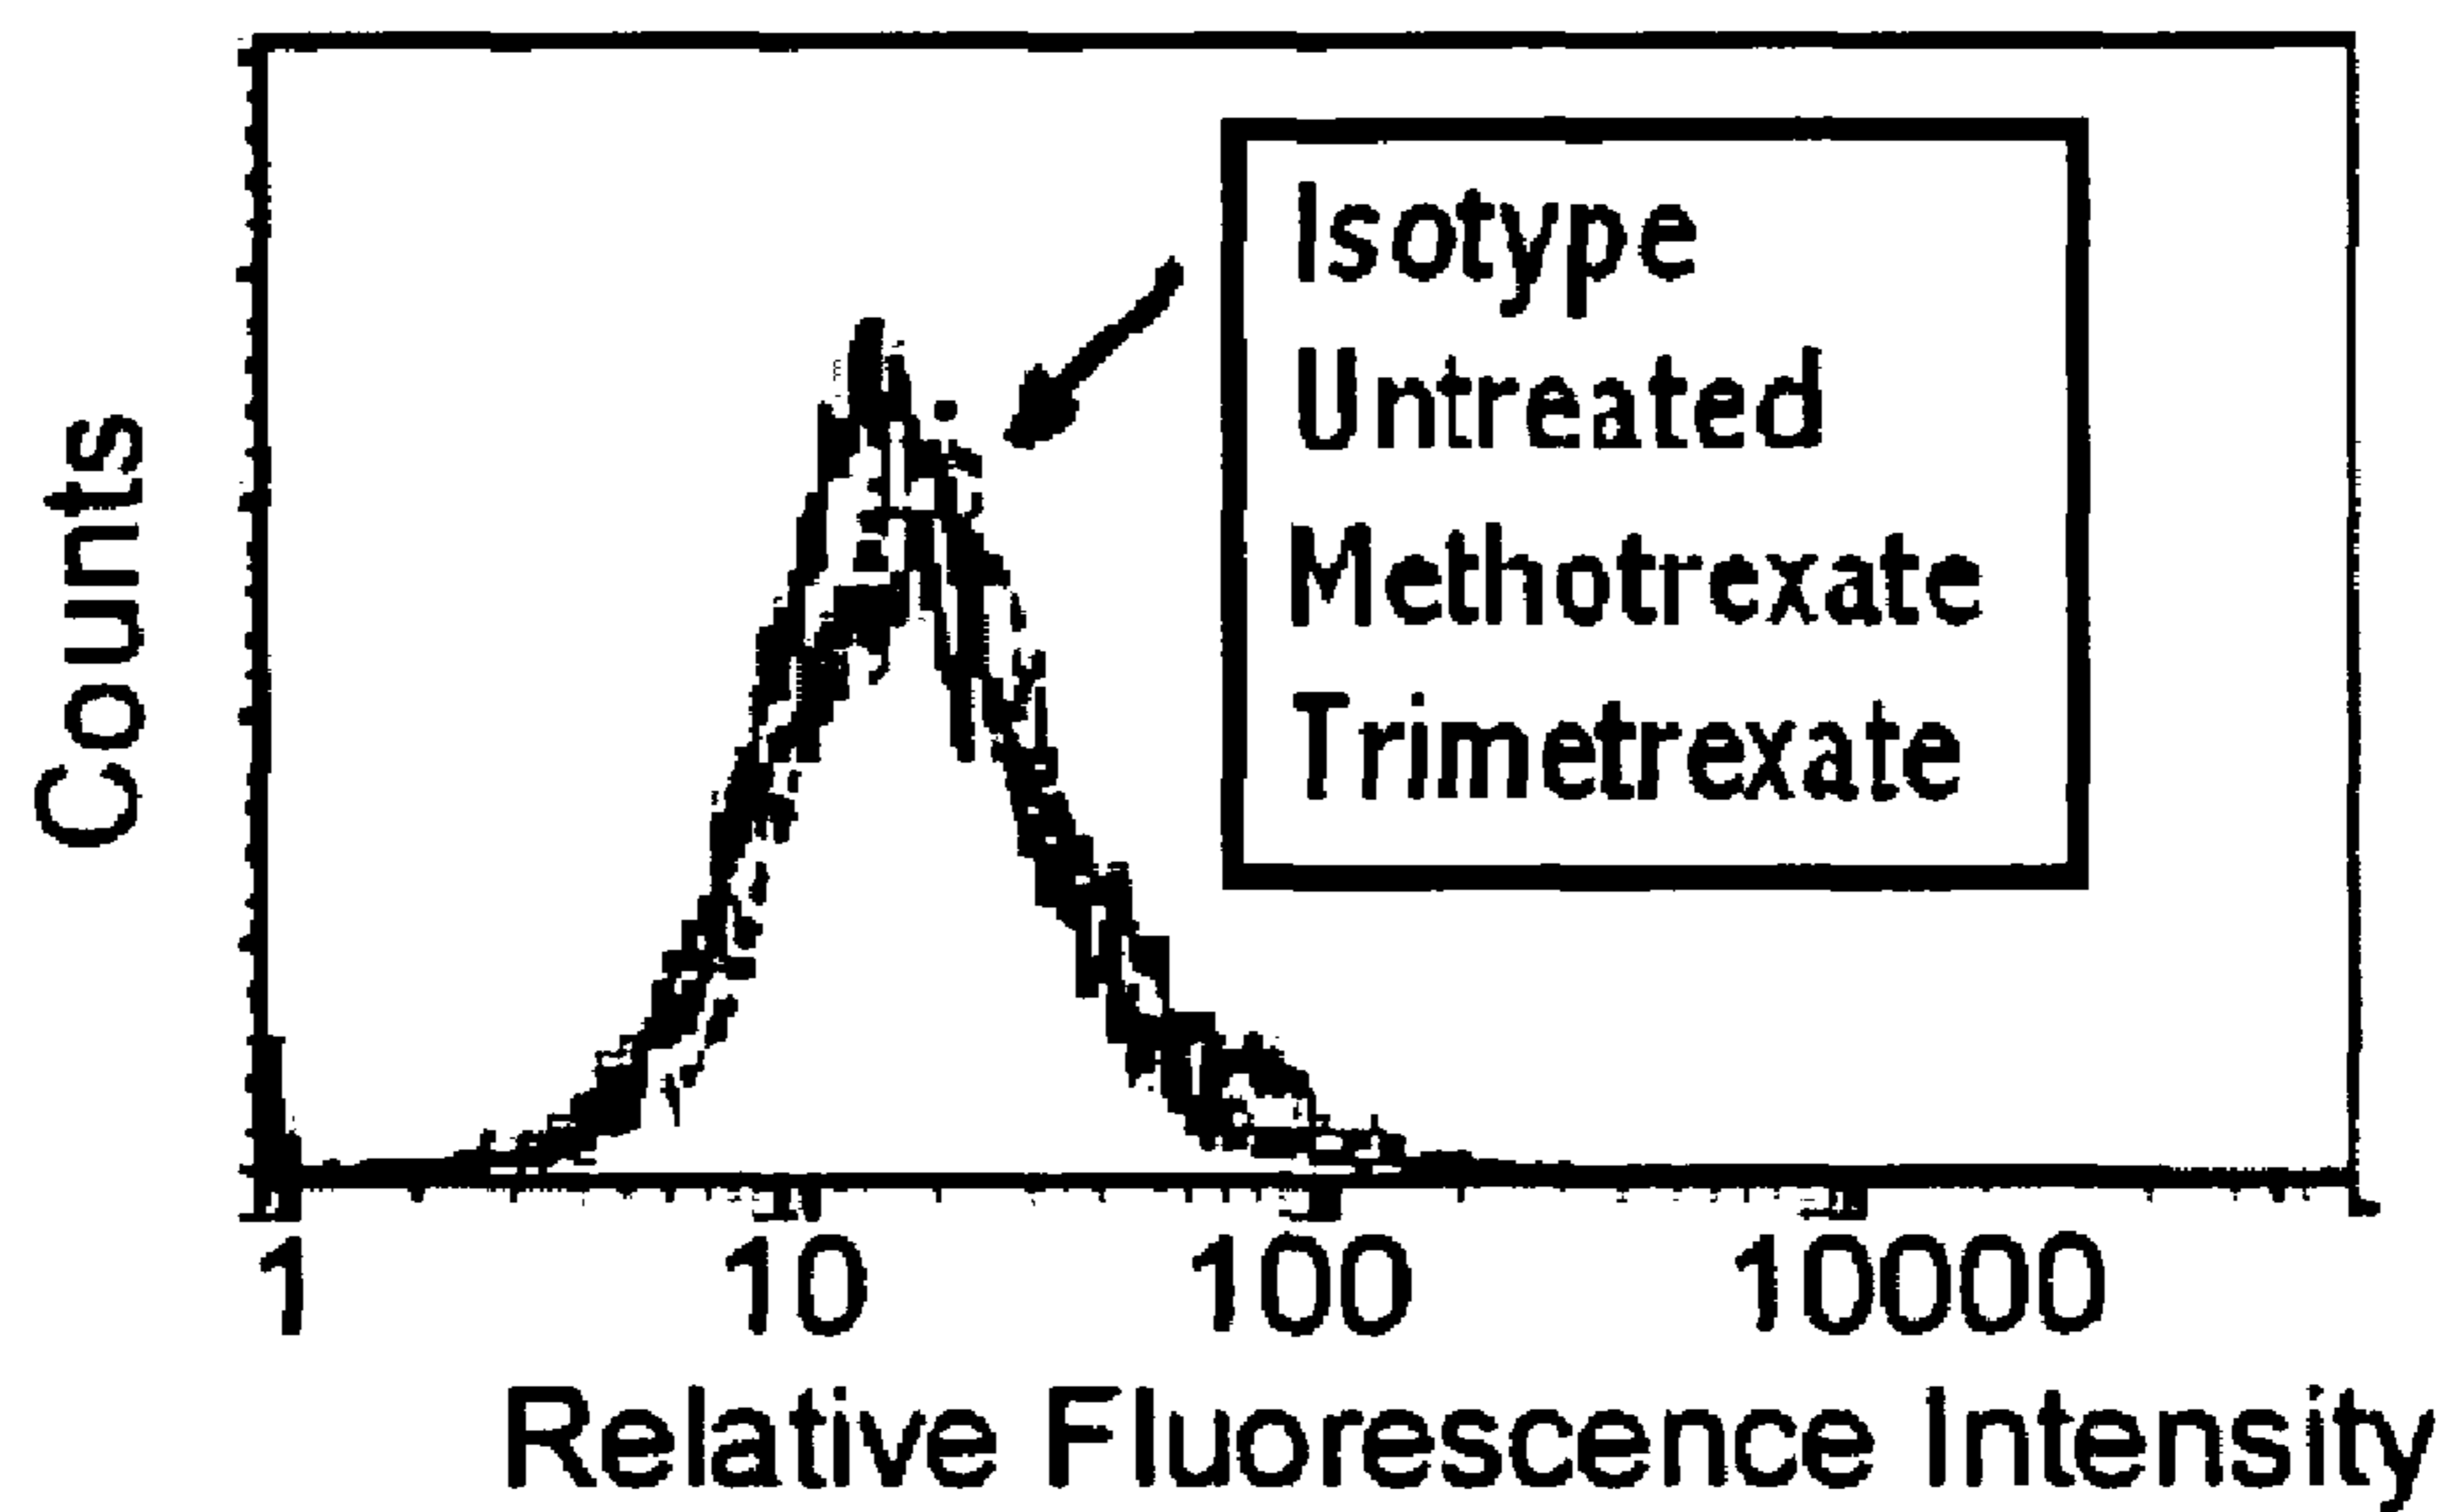 Counts
Isotype
Untreated
Methotrexate
Trimetrexate
1 10 100 10000
Relative Fluorescence Intensity